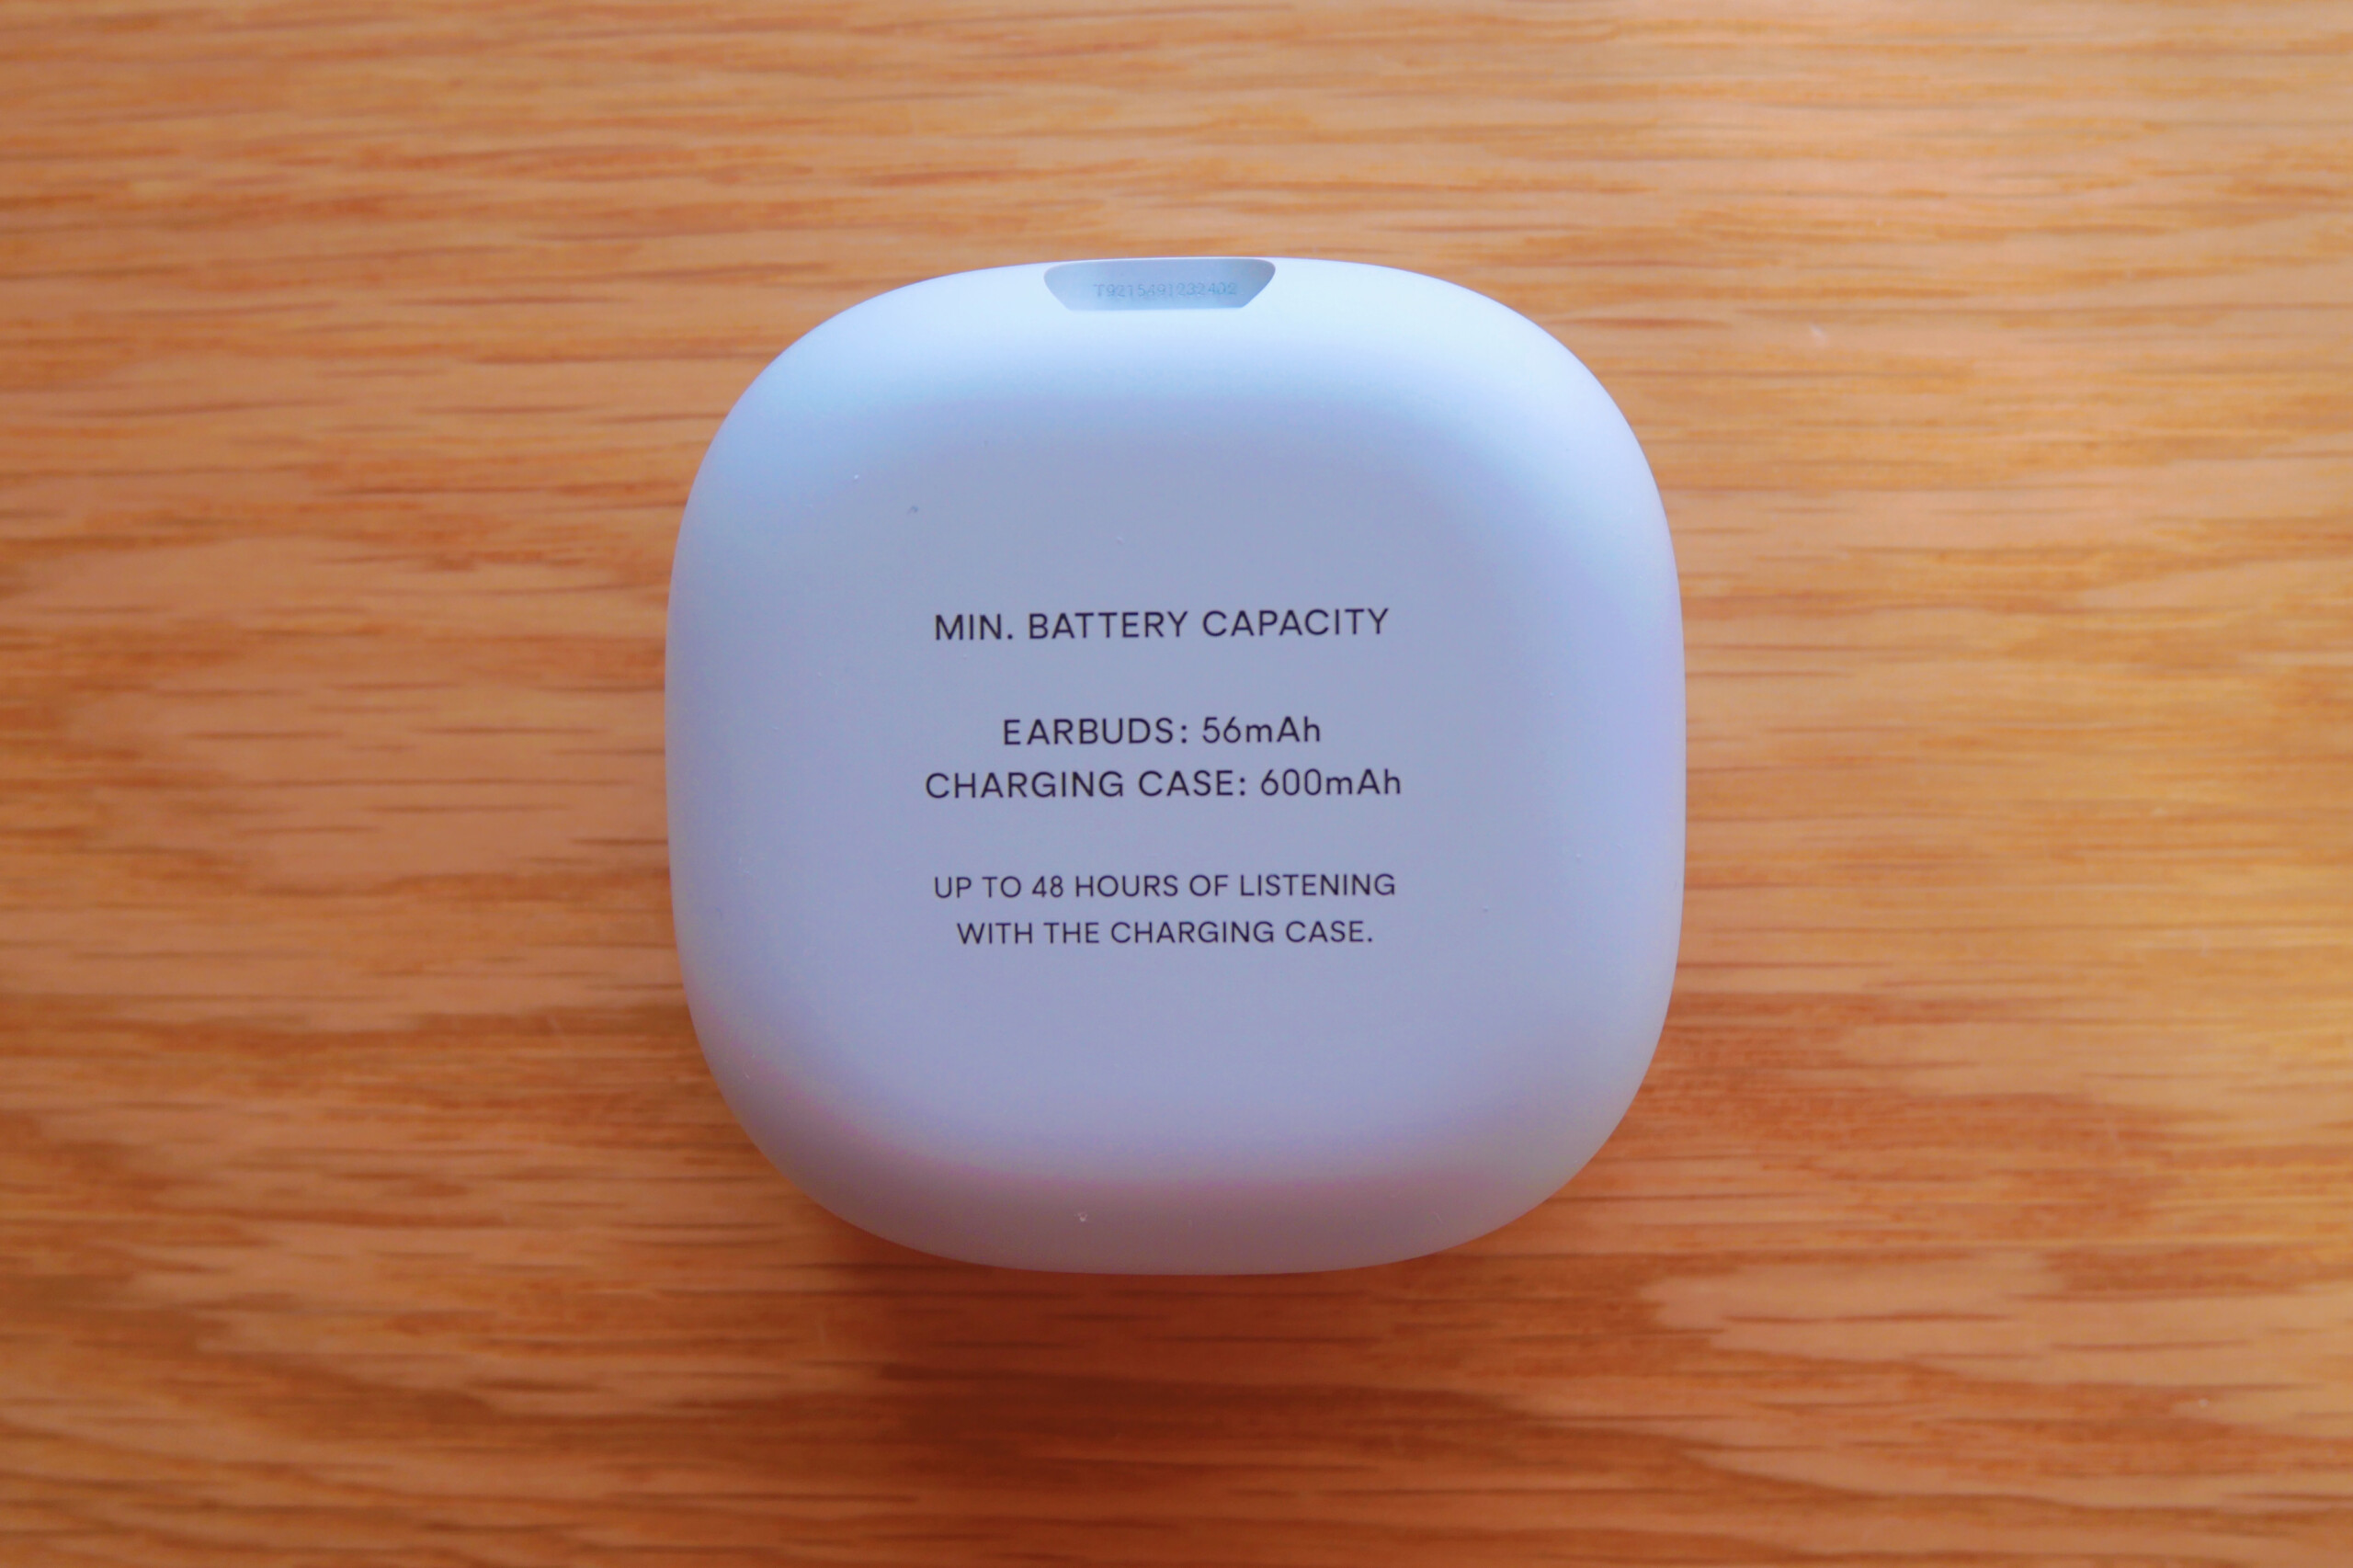 MIN. BATTERY CAPACITY
EARBUDS: 56mAh
CHARGING CASE: 600mAh
UP TO 48 HOURS OF LISTENING
WITH THE CHARGING CASE.